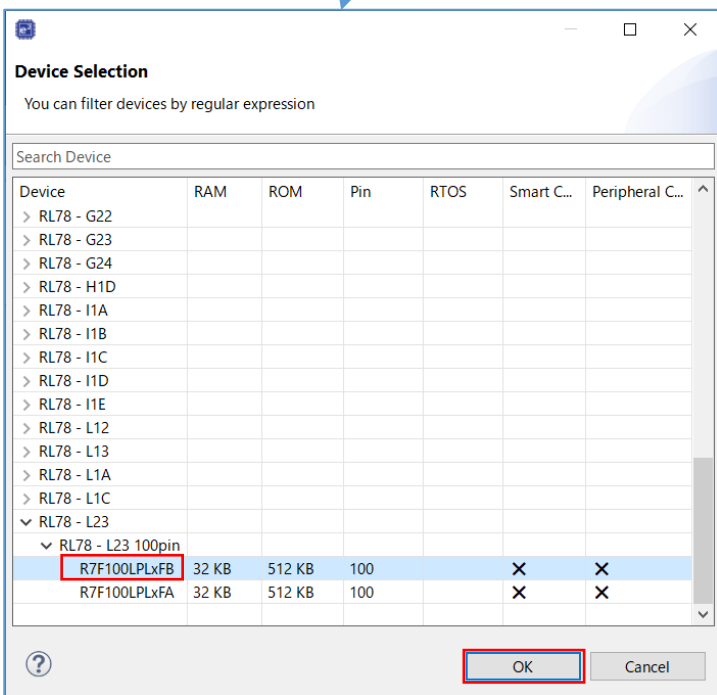 Device Selection
You can filter devices by regular expression
Search Device
Device RAM ROM Pin RTOS Smart C... Peripheral C...
RL78 - G22
RL78 - G23
RL78 - G24
RL78 - H1D
RL78 - I1A
RL78 - I1B
RL78 - I1C
RL78 - I1D
RL78 - I1E
RL78 - L12
RL78 - L13
RL78 - L1A
RL78 - L1C
RL78 - L23
RL78 - L23 100pin
R7F100LPLxFB 32 KB 512 KB 100
R7F100LPLxFA 32 KB 512 KB 100
? OK Cancel